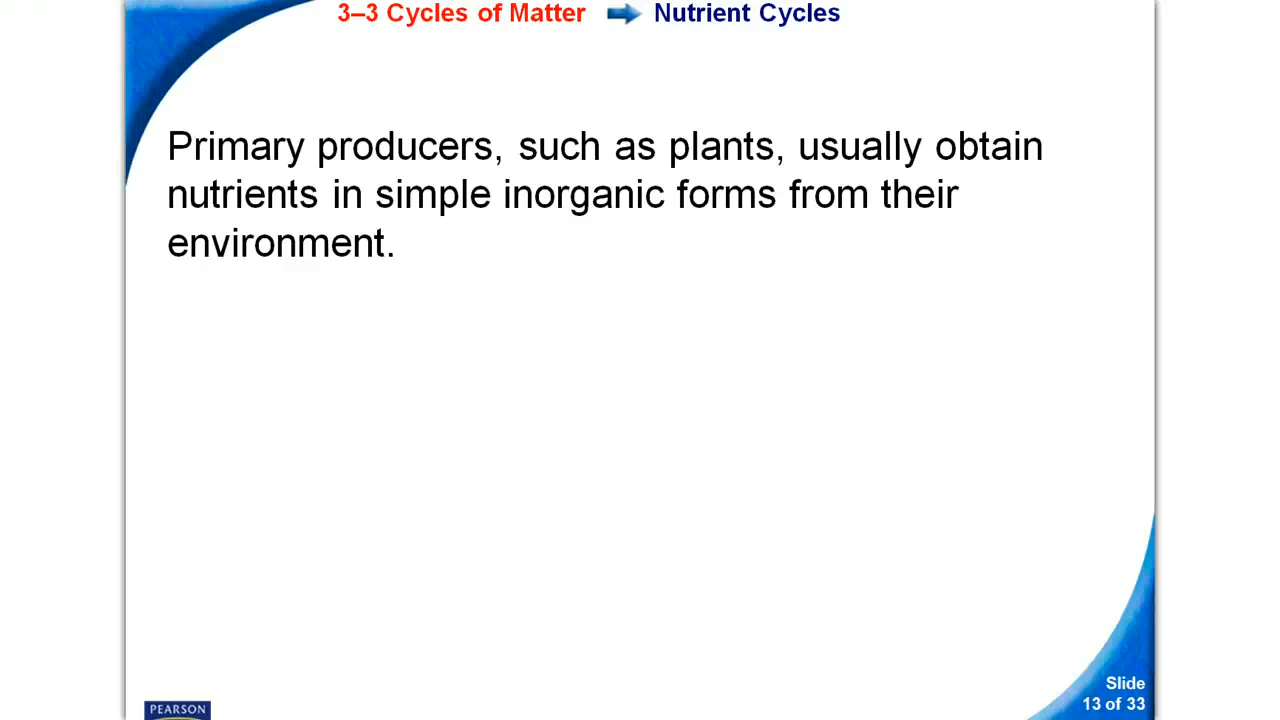 3–3 Cycles of Matter Nutrient Cycles
Primary producers, such as plants, usually obtain
nutrients in simple inorganic forms from their
environment.
Slide
13 of 33
PEARSON